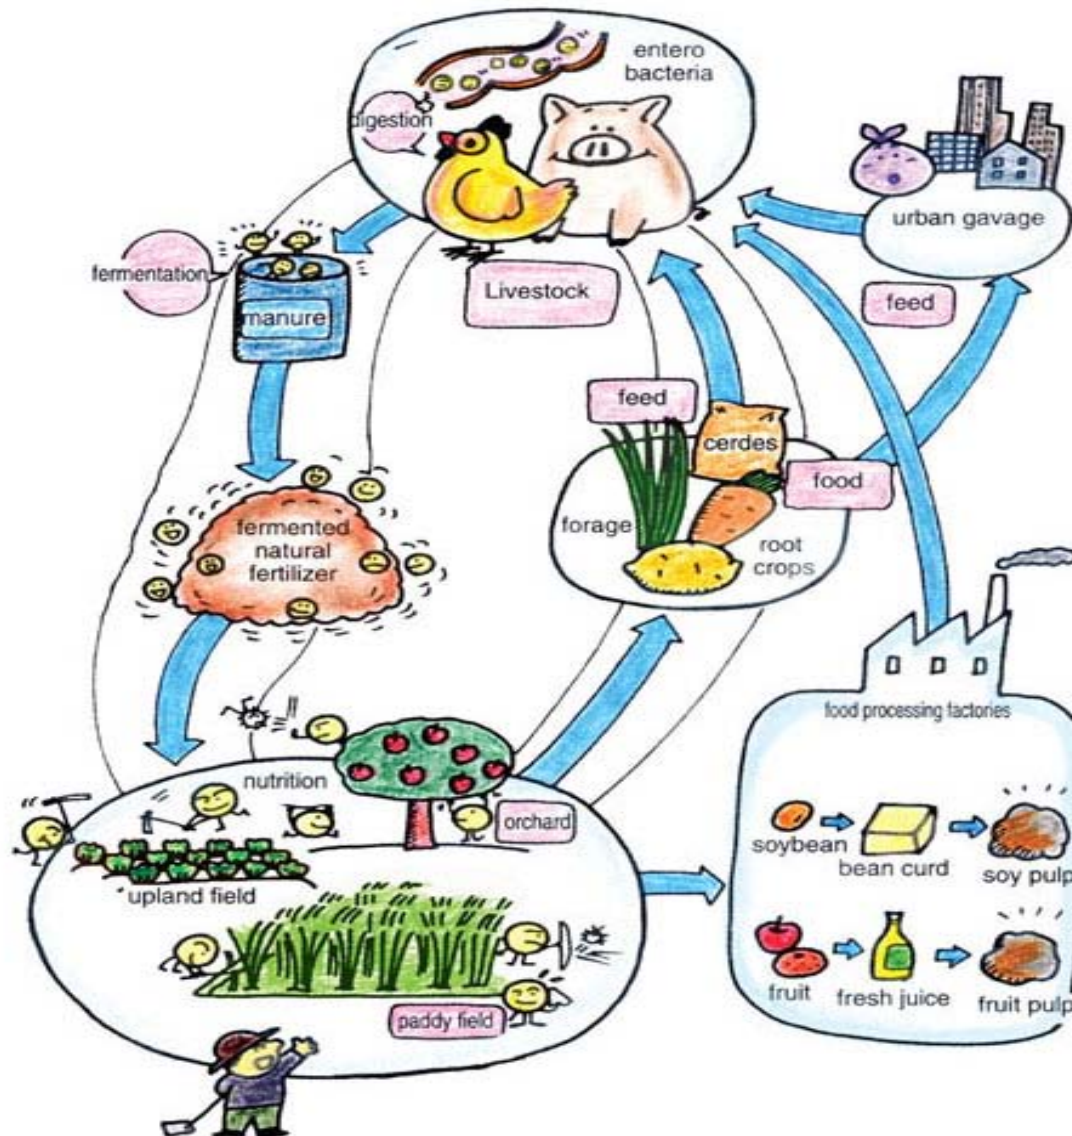 entero
bacteria
digestion
urban gavage
fermentation
manure
Livestock
feed
feed
cerdes
food
forage
root
crops
fermented
natural
fertilizer
food processing factories
nutrition
orchard
upland field
soybean
bean curd
soy pulp
fruit
fresh juice
fruit pulp
paddy field